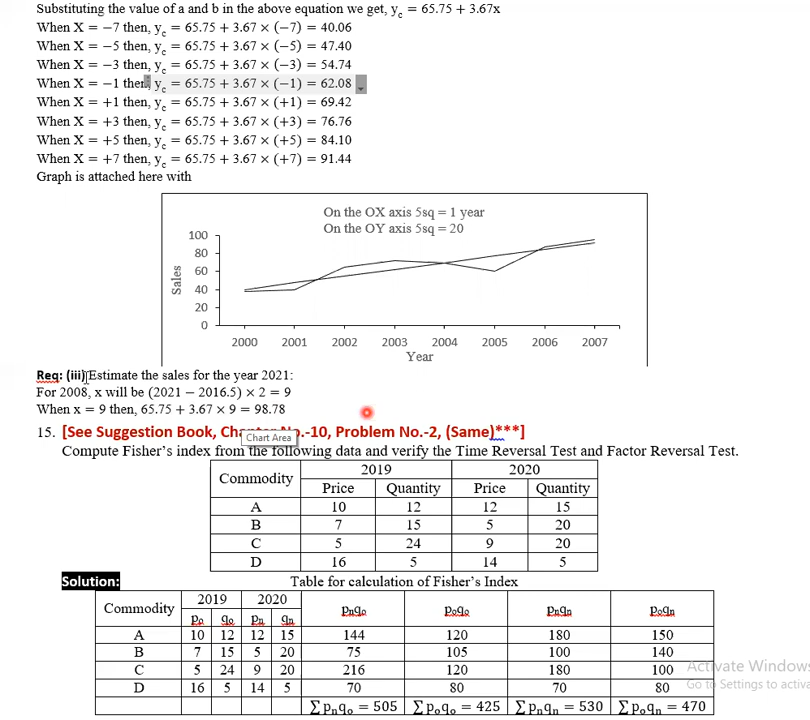 Substituting the value of a and b in the above equation we get, y_c = 65.75 + 3.67x
When X = −7 then, y_c = 65.75 + 3.67 × (−7) = 40.06
When X = −5 then, y_c = 65.75 + 3.67 × (−5) = 47.40
When X = −3 then, y_c = 65.75 + 3.67 × (−3) = 54.74
When X = −1 then, y_c = 65.75 + 3.67 × (−1) = 62.08
When X = +1 then, y_c = 65.75 + 3.67 × (+1) = 69.42
When X = +3 then, y_c = 65.75 + 3.67 × (+3) = 76.76
When X = +5 then, y_c = 65.75 + 3.67 × (+5) = 84.10
When X = +7 then, y_c = 65.75 + 3.67 × (+7) = 91.44
Graph is attached here with
On the OX axis 5sq = 1 year
On the OY axis 5sq = 20
100
80
60
40
20
0
Sales
2000 2001 2002 2003 2004 2005 2006 2007
Year
Req: (iii) Estimate the sales for the year 2021:
For 2008, x will be (2021 − 2016.5) × 2 = 9
When x = 9 then, 65.75 + 3.67 × 9 = 98.78
15. [See Suggestion Book, Cha No.-10, Problem No.-2, (Same)***]
Chart Area
Compute Fisher's index from the following data and verify the Time Reversal Test and Factor Reversal Test.
Commodity 2019 2020
Price Quantity Price Quantity
A 10 12 12 15
B 7 15 5 20
C 5 24 9 20
D 16 5 14 5
Solution: Table for calculation of Fisher's Index
Commodity 2019 2020 pnqo poqo pnqn poqn
po qo pn qn
A 10 12 12 15 144 120 180 150
B 7 15 5 20 75 105 100 140
C 5 24 9 20 216 120 180 100
D 16 5 14 5 70 80 70 80
∑pnqo = 505 ∑poqo = 425 ∑pnqn = 530 ∑poqn = 470
Activate Windows
Go to Settings to activa